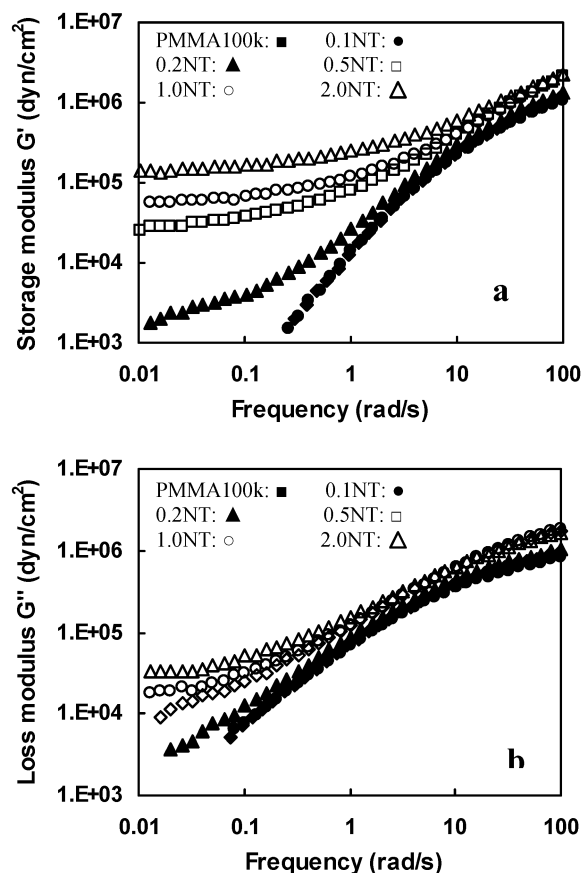 a
Storage modulus G' (dyn/cm²)
1.E+07
1.E+06
1.E+05
1.E+04
1.E+03
PMMA100k: ■ 0.1NT: ●
0.2NT: ▲ 0.5NT: □
1.0NT: ○ 2.0NT: △
0.01 0.1 1 10 100
Frequency (rad/s)
b
Loss modulus G" (dyn/cm²)
1.E+07
1.E+06
1.E+05
1.E+04
1.E+03
PMMA100k: ■ 0.1NT: ●
0.2NT: ▲ 0.5NT: □
1.0NT: ○ 2.0NT: △
0.01 0.1 1 10 100
Frequency (rad/s)